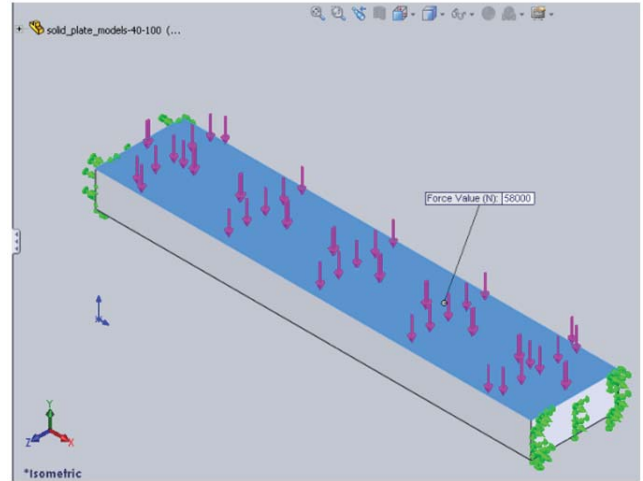 solid_plate_models-40-100 (...
Force Value (N): 58000
Y
Z
X
*Isometric